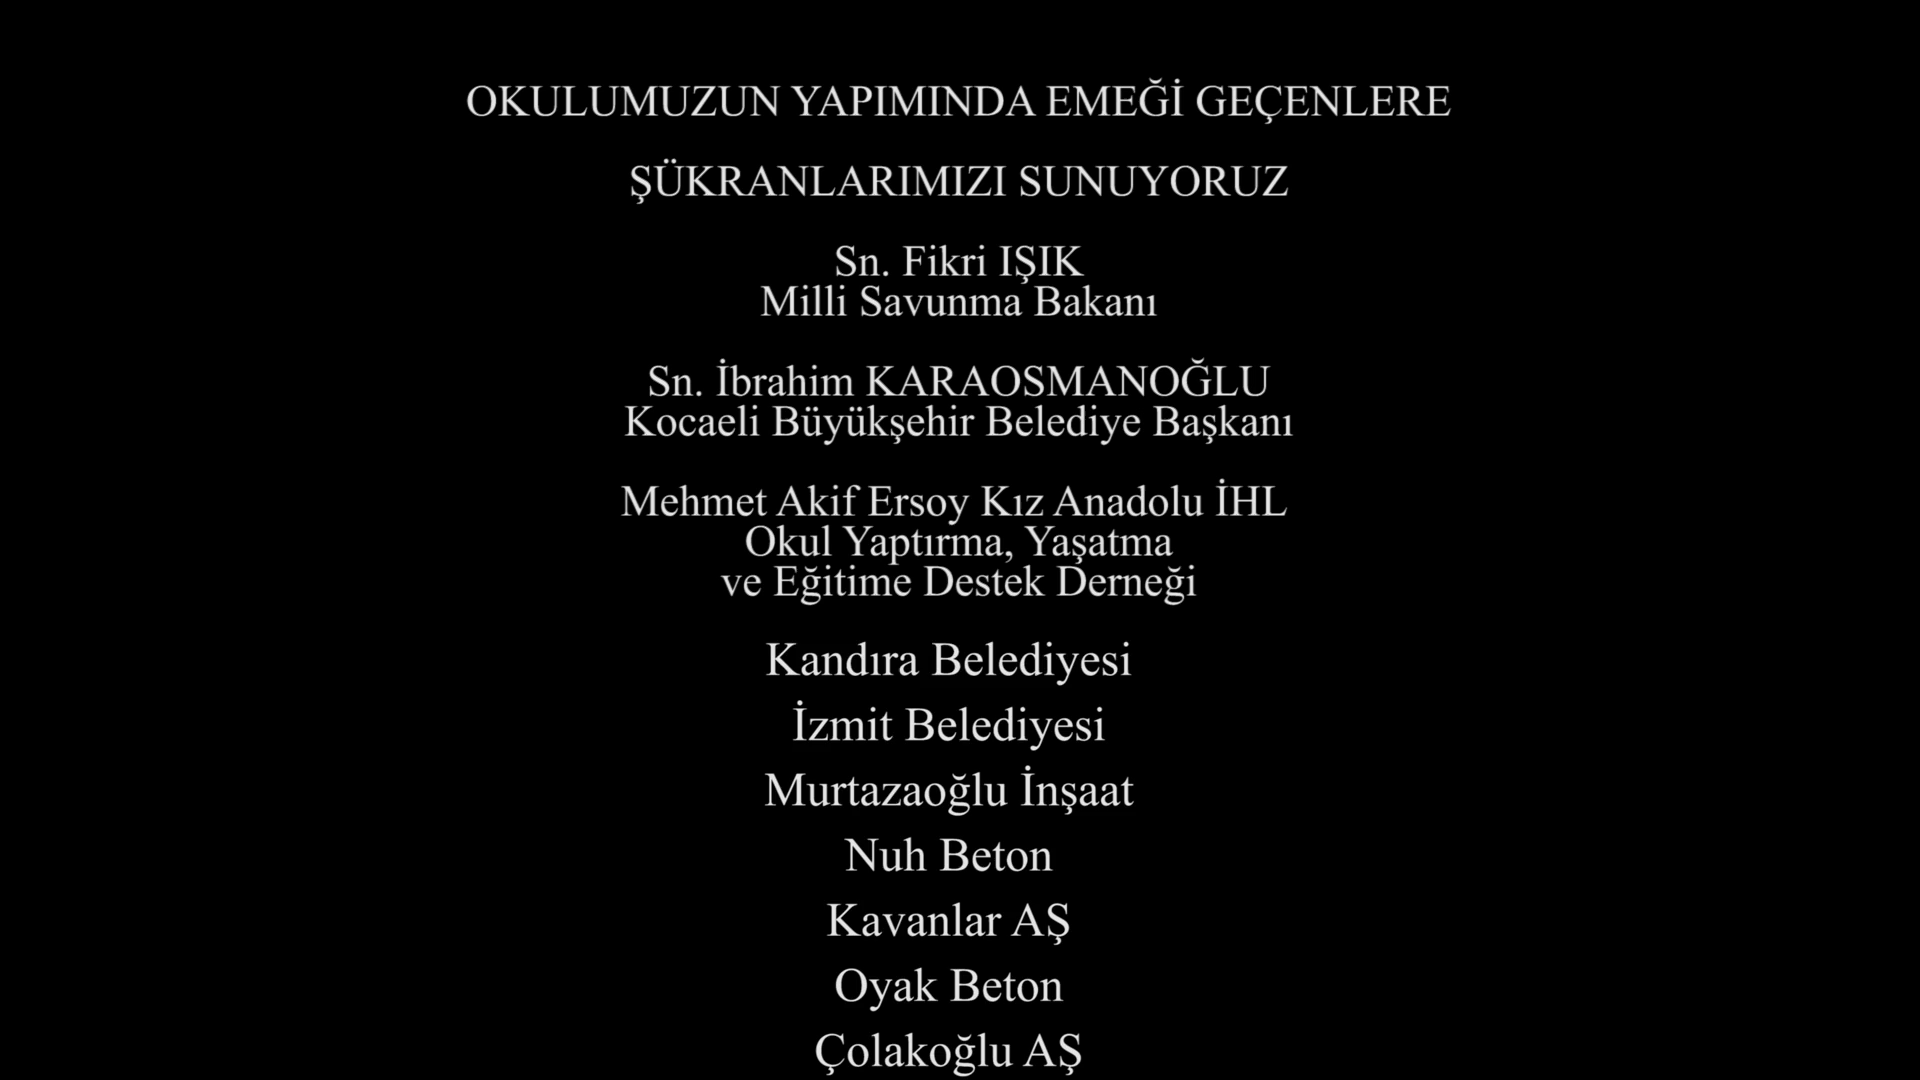 OKULUMUZUN YAPIMINDA EMEĞİ GEÇENLERE
ŞÜKRANLARIMIZI SUNUYORUZ
Sn. Fikri IŞIK
Milli Savunma Bakanı
Sn. İbrahim KARAOSMANOĞLU
Kocaeli Büyükşehir Belediye Başkanı
Mehmet Akif Ersoy Kız Anadolu İHL
Okul Yaptırma, Yaşatma
ve Eğitime Destek Derneği
Kandıra Belediyesi
İzmit Belediyesi
Murtazaoğlu İnşaat
Nuh Beton
Kavanlar AŞ
Oyak Beton
Çolakoğlu AŞ